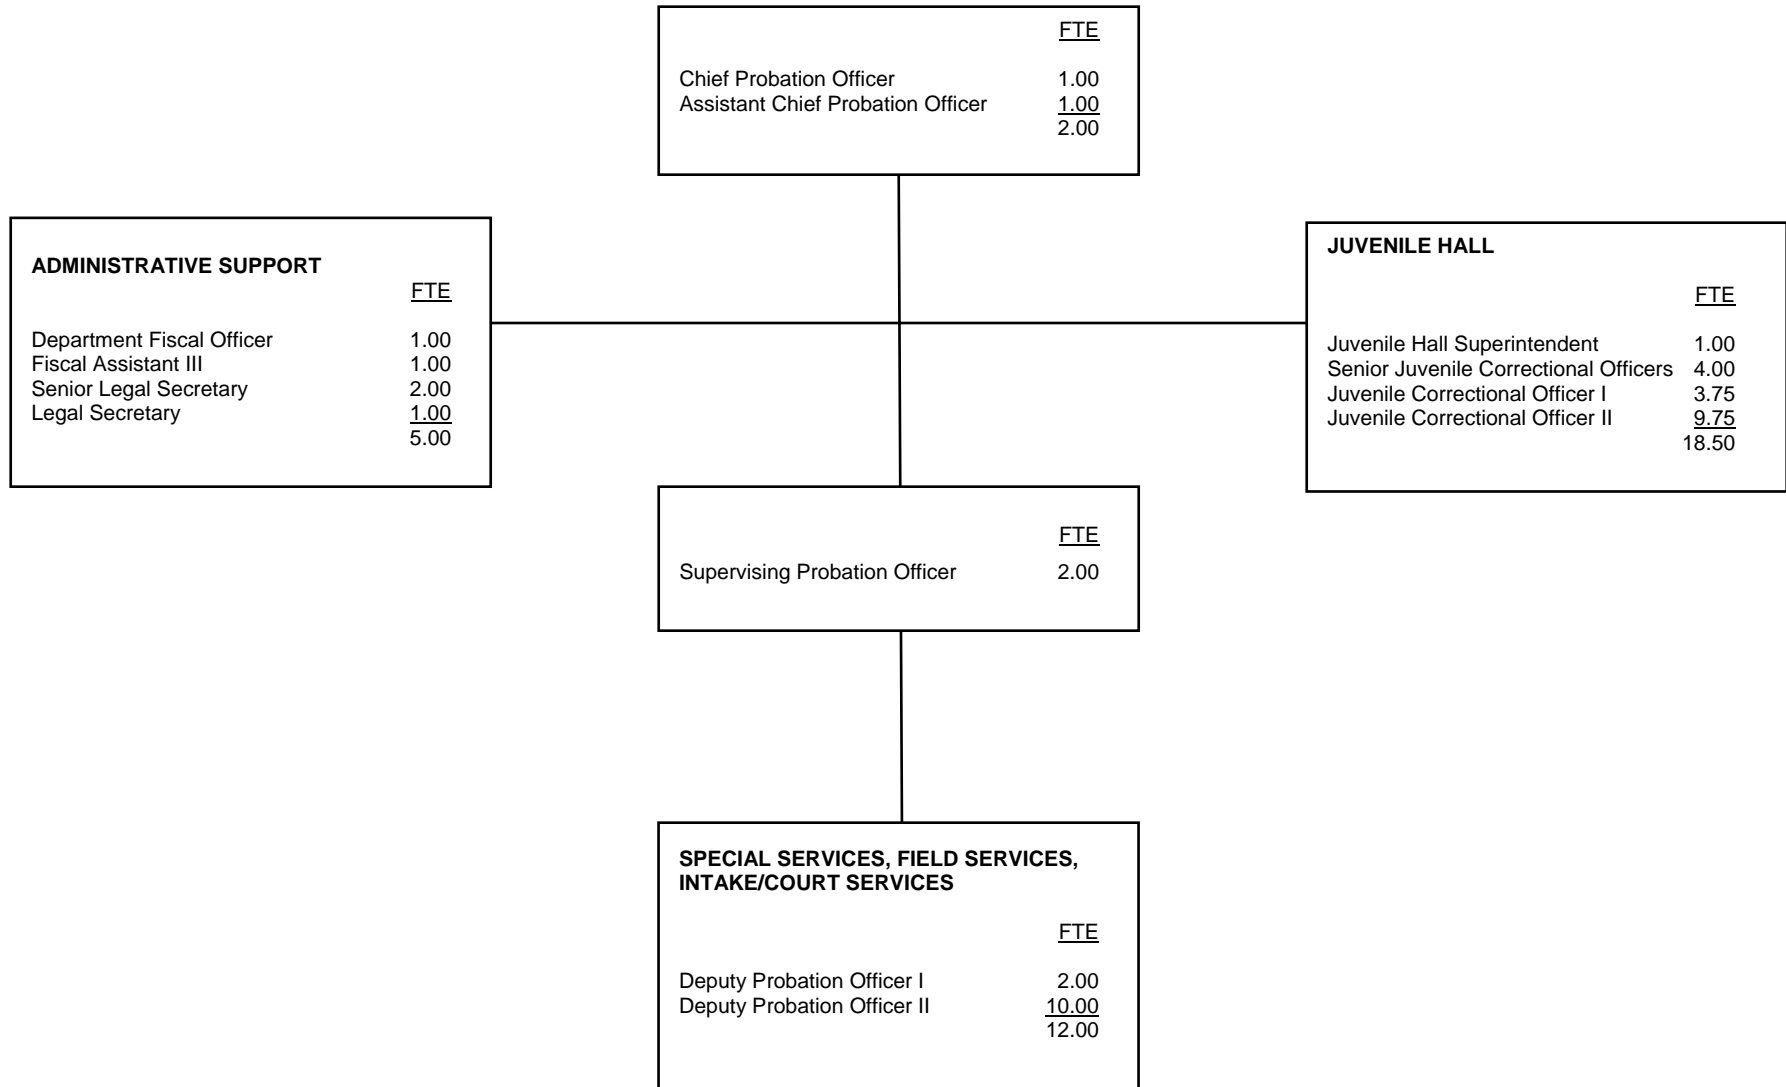 FTE
Chief Probation Officer 1.00
Assistant Chief Probation Officer 1.00
2.00
ADMINISTRATIVE SUPPORT
FTE
Department Fiscal Officer 1.00
Fiscal Assistant III 1.00
Senior Legal Secretary 2.00
Legal Secretary 1.00
5.00
JUVENILE HALL
FTE
Juvenile Hall Superintendent 1.00
Senior Juvenile Correctional Officers 4.00
Juvenile Correctional Officer I 3.75
Juvenile Correctional Officer II 9.75
18.50
FTE
Supervising Probation Officer 2.00
SPECIAL SERVICES, FIELD SERVICES,
INTAKE/COURT SERVICES
FTE
Deputy Probation Officer I 2.00
Deputy Probation Officer II 10.00
12.00